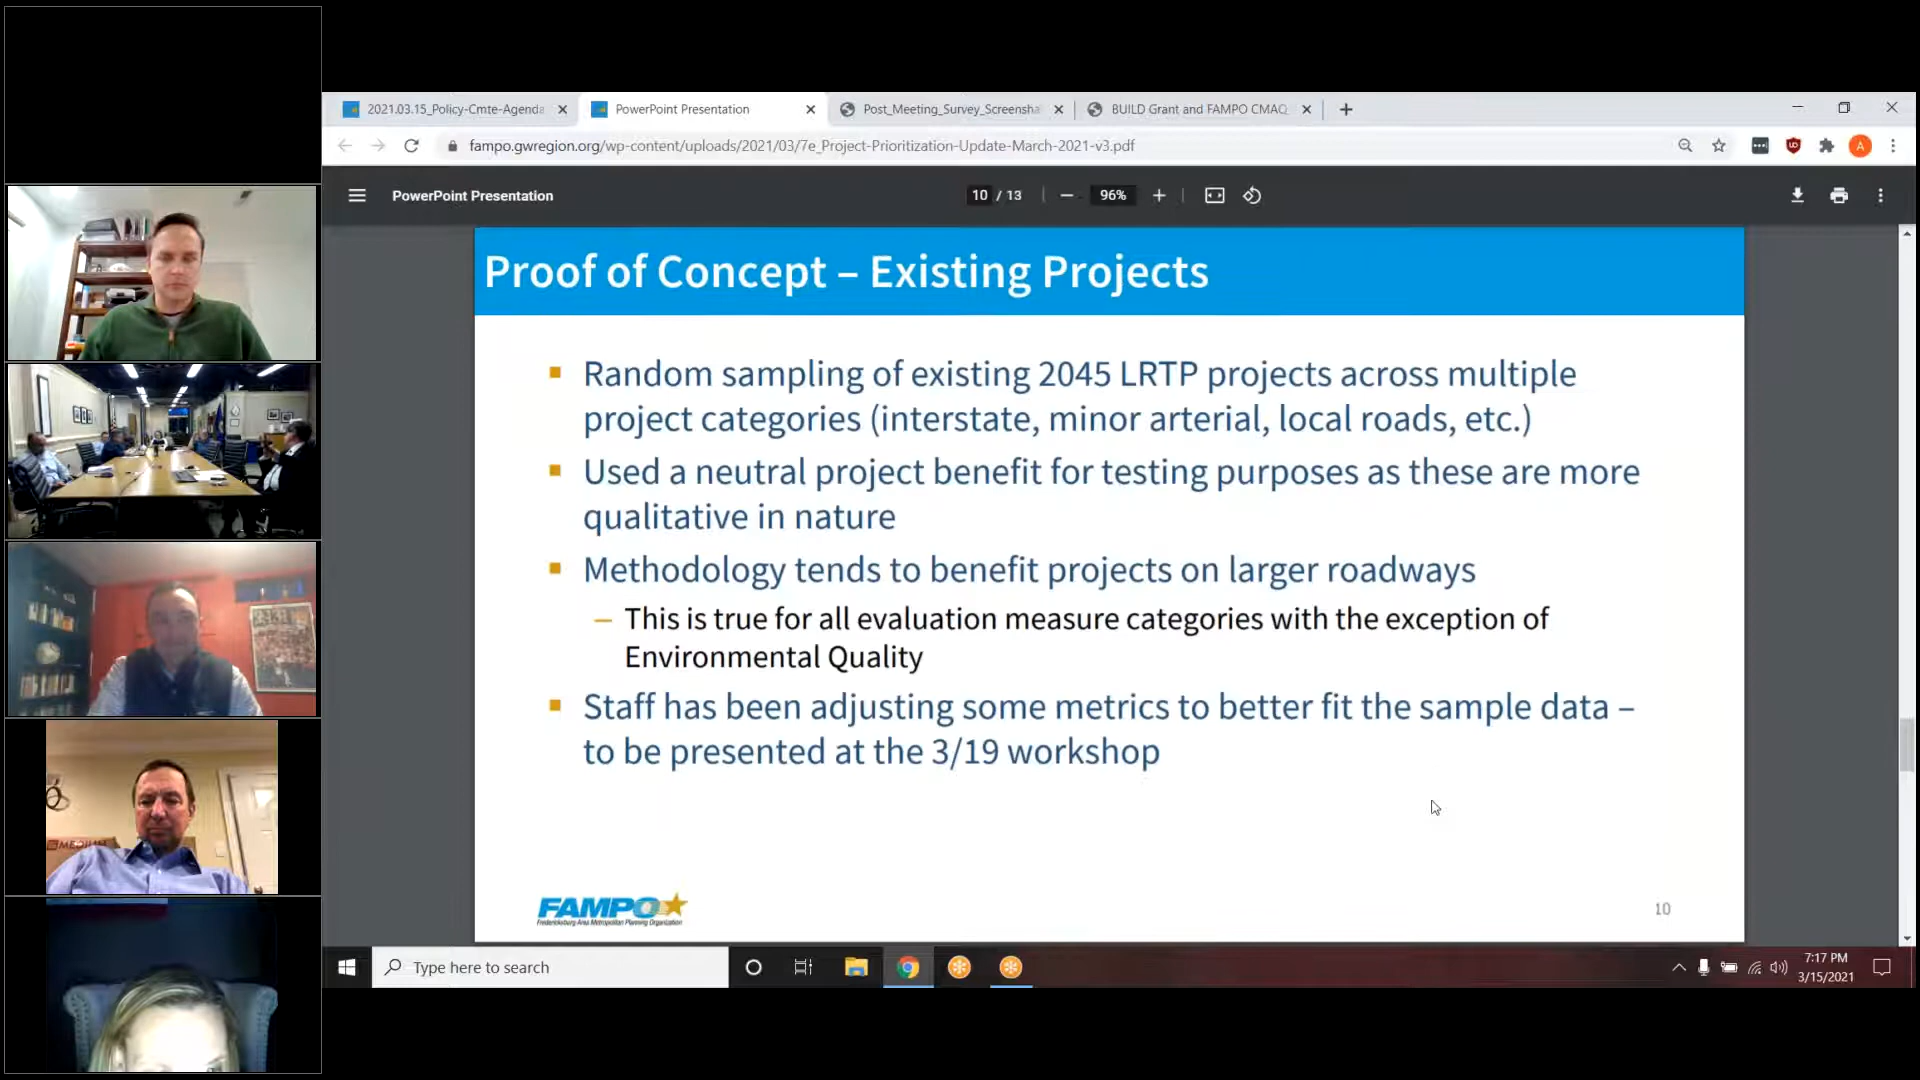 2021.03.15_Policy-Cmte-Agenda
PowerPoint Presentation
Post_Meeting_Survey_Screensha
BUILD Grant and FAMPO CMAQ
fampo.gwregion.org/wp-content/uploads/2021/03/7e_Project-Prioritization-Update-March-2021-v3.pdf
A
PowerPoint Presentation
10 / 13
96%
Proof of Concept – Existing Projects
Random sampling of existing 2045 LRTP projects across multiple
project categories (interstate, minor arterial, local roads, etc.)
Used a neutral project benefit for testing purposes as these are more
qualitative in nature
Methodology tends to benefit projects on larger roadways
– This is true for all evaluation measure categories with the exception of
Environmental Quality
Staff has been adjusting some metrics to better fit the sample data –
to be presented at the 3/19 workshop
MEDIUM
FAMPO
Fredericksburg Area Metropolitan Planning Organization
10
Type here to search
7:17 PM
3/15/2021